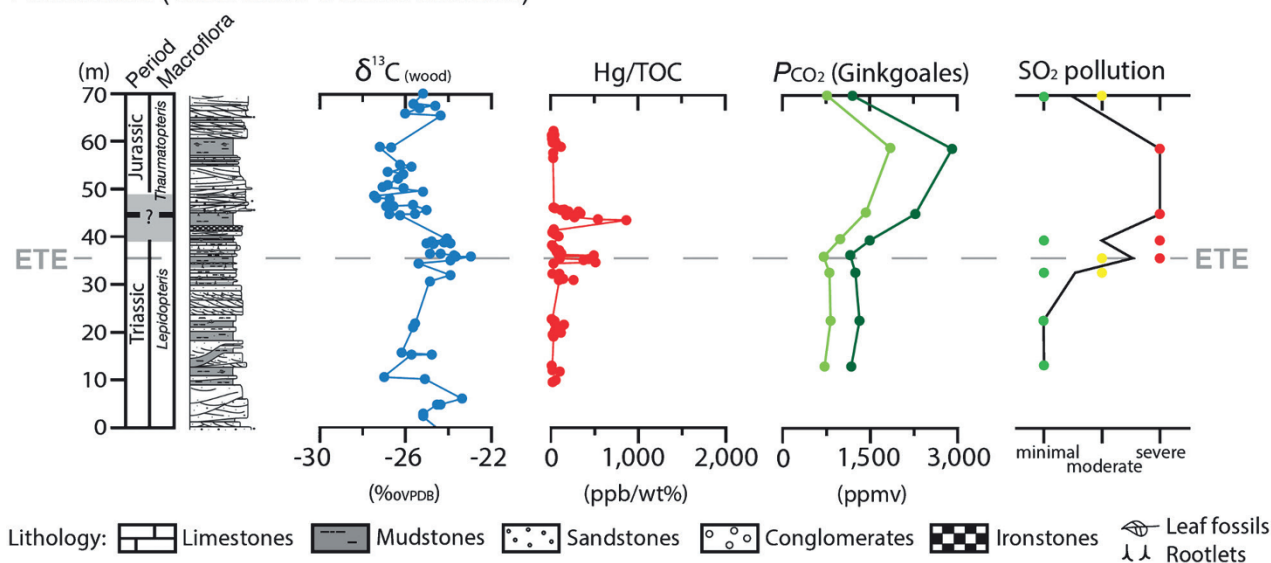 (m) Period Macroflora δ¹³C (wood) Hg/TOC PCO₂ (Ginkgoales) SO₂ pollution
70
60
50
40
30
20
10
0
Jurassic
Triassic
Thaumatopteris
?
Lepidopteris
ETE
ETE
-30 -26 -22 0 1,000 2,000 0 1,500 3,000 minimal moderate severe
(‰VPDB) (ppb/wt%) (ppmv)
Lithology: Limestones Mudstones Sandstones Conglomerates Ironstones Leaf fossils
Rootlets